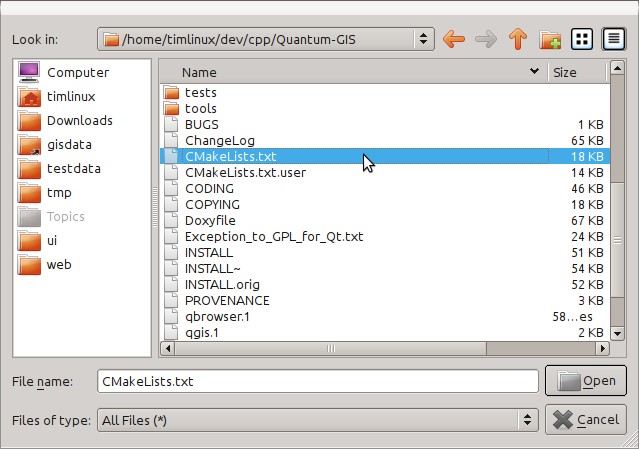 Look in: /home/timlinux/dev/cpp/Quantum-GIS
Computer
timlinux
Downloads
gisdata
testdata
tmp
Topics
ui
web
Name Size
tests
tools
BUGS 1 KB
ChangeLog 65 KB
CMakeLists.txt 18 KB
CMakeLists.txt.user 14 KB
CODING 46 KB
COPYING 18 KB
Doxyfile 67 KB
Exception_to_GPL_for_Qt.txt 24 KB
INSTALL 51 KB
INSTALL~ 54 KB
INSTALL.orig 52 KB
PROVENANCE 3 KB
qbrowser.1 58...es
qgis.1 2 KB
File name: CMakeLists.txt Open
Files of type: All Files (*) Cancel